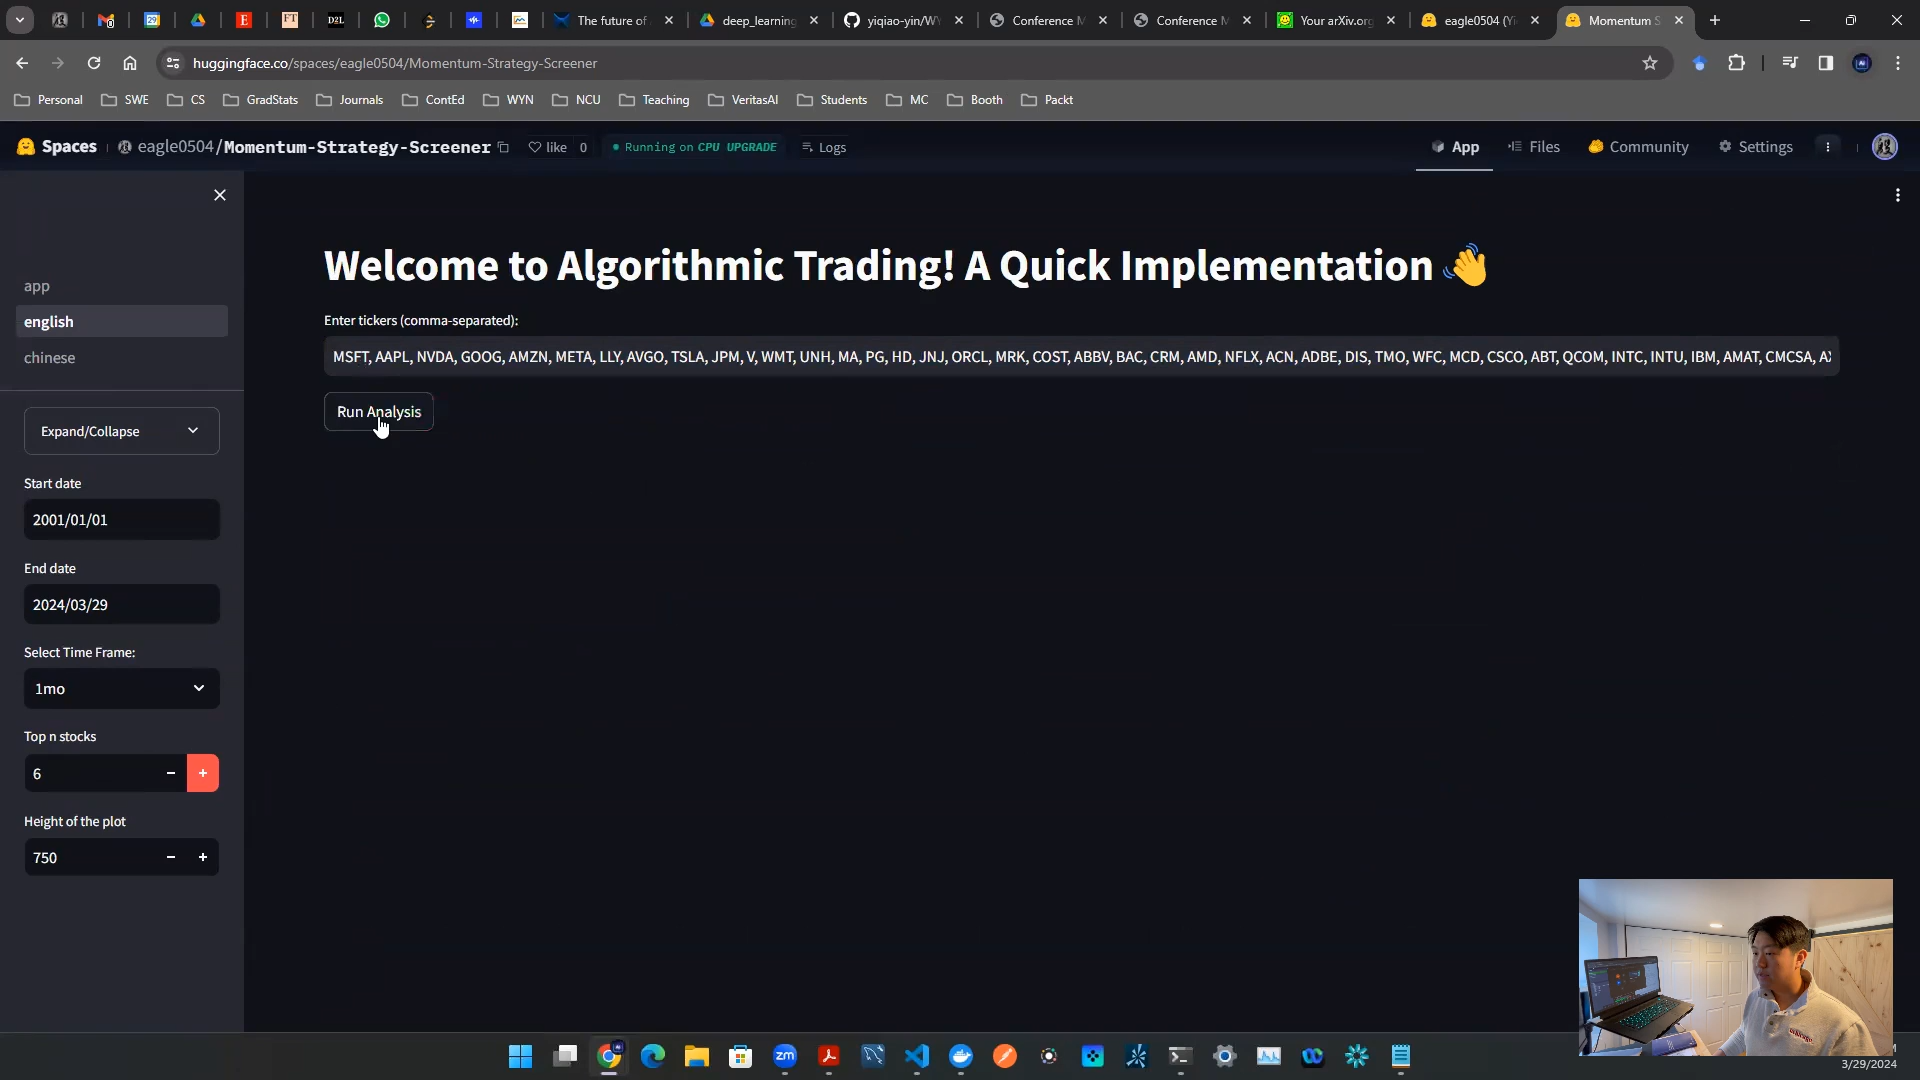 29
E
FT
D2L
The future of
deep_learning
yiqiao-yin/W
Conference M
Conference M
Your arXiv.org
eagle0504 (Yi
Momentum S
huggingface.co/spaces/eagle0504/Momentum-Strategy-Screener
Personal SWE CS GradStats Journals ContEd WYN NCU Teaching VeritasAI Students MC Booth Packt
Spaces eagle0504/Momentum-Strategy-Screener like 0 Running on CPU UPGRADE Logs App Files Community Settings
app
english
chinese
Expand/Collapse
Start date
2001/01/01
End date
2024/03/29
Select Time Frame:
1mo
Top n stocks
6 - +
Height of the plot
750 - +
Welcome to Algorithmic Trading! A Quick Implementation 👋
Enter tickers (comma-separated):
MSFT, AAPL, NVDA, GOOG, AMZN, META, LLY, AVGO, TSLA, JPM, V, WMT, UNH, MA, PG, HD, JNJ, ORCL, MRK, COST, ABBV, BAC, CRM, AMD, NFLX, ACN, ADBE, DIS, TMO, WFC, MCD, CSCO, ABT, QCOM, INTC, INTU, IBM, AMAT, CMCSA,
Run Analysis
zm
3/29/2024